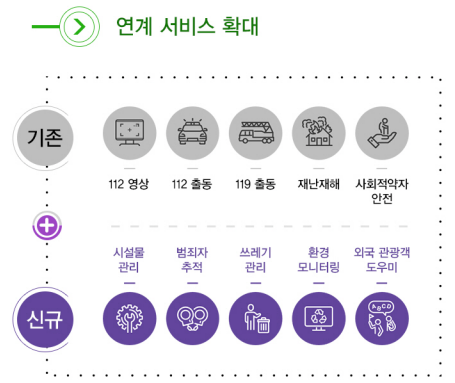 연계 서비스 확대
기존
112 영상
112 출동
119 출동
재난재해
사회적약자
안전
시설물
관리
범죄자
추적
쓰레기
관리
환경
모니터링
외국 관광객
도우미
신규